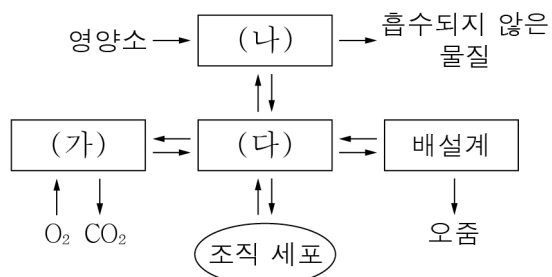 영양소
(나)
흡수되지 않은
물질
(가)
(다)
배설계
O₂ CO₂
조직 세포
오줌